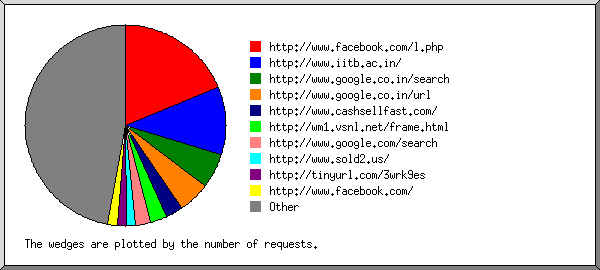 http://www.facebook.com/l.php
http://www.iitb.ac.in/
http://www.google.co.in/search
http://www.google.co.in/url
http://www.cashsellfast.com/
http://wm1.vsnl.net/frame.html
http://www.google.com/search
http://www.sold2.us/
http://tinyurl.com/3wrk9es
http://www.facebook.com/
Other
The wedges are plotted by the number of requests.